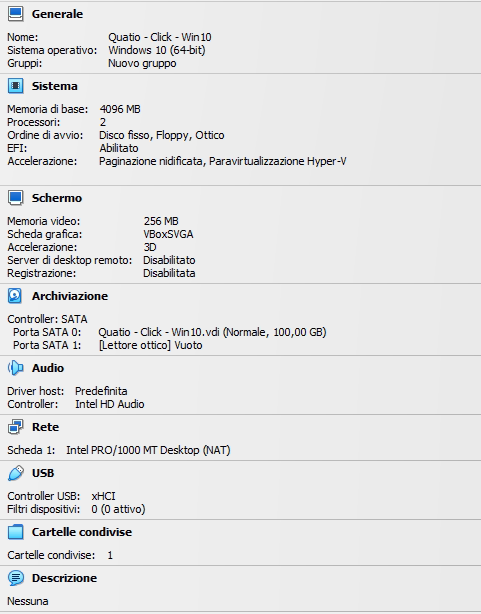 Generale
Nome: Quatio - Click - Win10
Sistema operativo: Windows 10 (64-bit)
Gruppi: Nuovo gruppo
Sistema
Memoria di base: 4096 MB
Processori: 2
Ordine di avvio: Disco fisso, Floppy, Ottico
EFI: Abilitato
Accelerazione: Paginazione nidificata, Paravirtualizzazione Hyper-V
Schermo
Memoria video: 256 MB
Scheda grafica: VBoxSVGA
Accelerazione: 3D
Server di desktop remoto: Disabilitato
Registrazione: Disabilitata
Archiviazione
Controller: SATA
Porta SATA 0: Quatio - Click - Win10.vdi (Normale, 100,00 GB)
Porta SATA 1: [Lettore ottico] Vuoto
Audio
Driver host: Predefinita
Controller: Intel HD Audio
Rete
Scheda 1: Intel PRO/1000 MT Desktop (NAT)
USB
Controller USB: xHCI
Filtri dispositivi: 0 (0 attivo)
Cartelle condivise
Cartelle condivise: 1
Descrizione
Nessuna